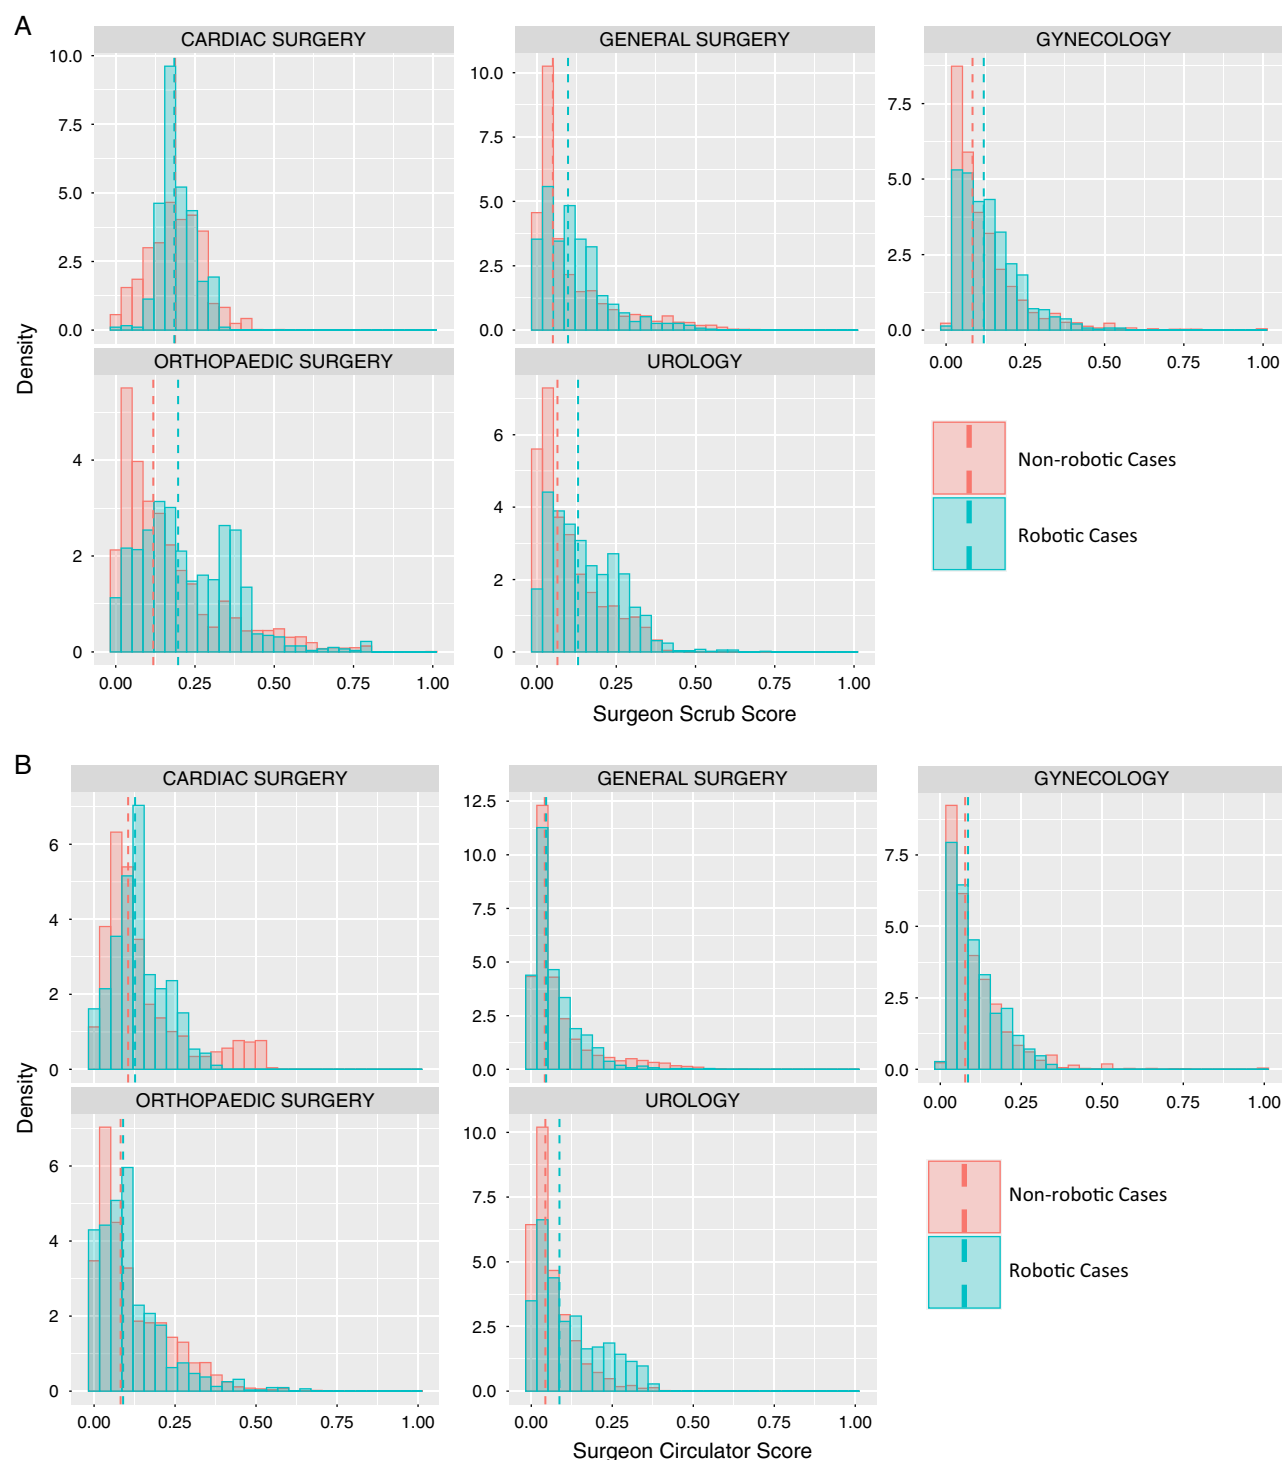 A
CARDIAC SURGERY
GENERAL SURGERY
GYNECOLOGY
10.0
7.5
5.0
2.5
0.0
10.0
7.5
5.0
2.5
0.0
7.5
5.0
2.5
0.0
0.00 0.25 0.50 0.75 1.00
Density
ORTHOPAEDIC SURGERY
UROLOGY
4
2
0
6
4
2
0
0.00 0.25 0.50 0.75 1.00
0.00 0.25 0.50 0.75 1.00
Surgeon Scrub Score
Non-robotic Cases
Robotic Cases
B
CARDIAC SURGERY
GENERAL SURGERY
GYNECOLOGY
6
4
2
0
12.5
10.0
7.5
5.0
2.5
0.0
7.5
5.0
2.5
0.0
0.00 0.25 0.50 0.75 1.00
Density
ORTHOPAEDIC SURGERY
UROLOGY
6
4
2
0
10.0
7.5
5.0
2.5
0.0
0.00 0.25 0.50 0.75 1.00
0.00 0.25 0.50 0.75 1.00
Surgeon Circulator Score
Non-robotic Cases
Robotic Cases